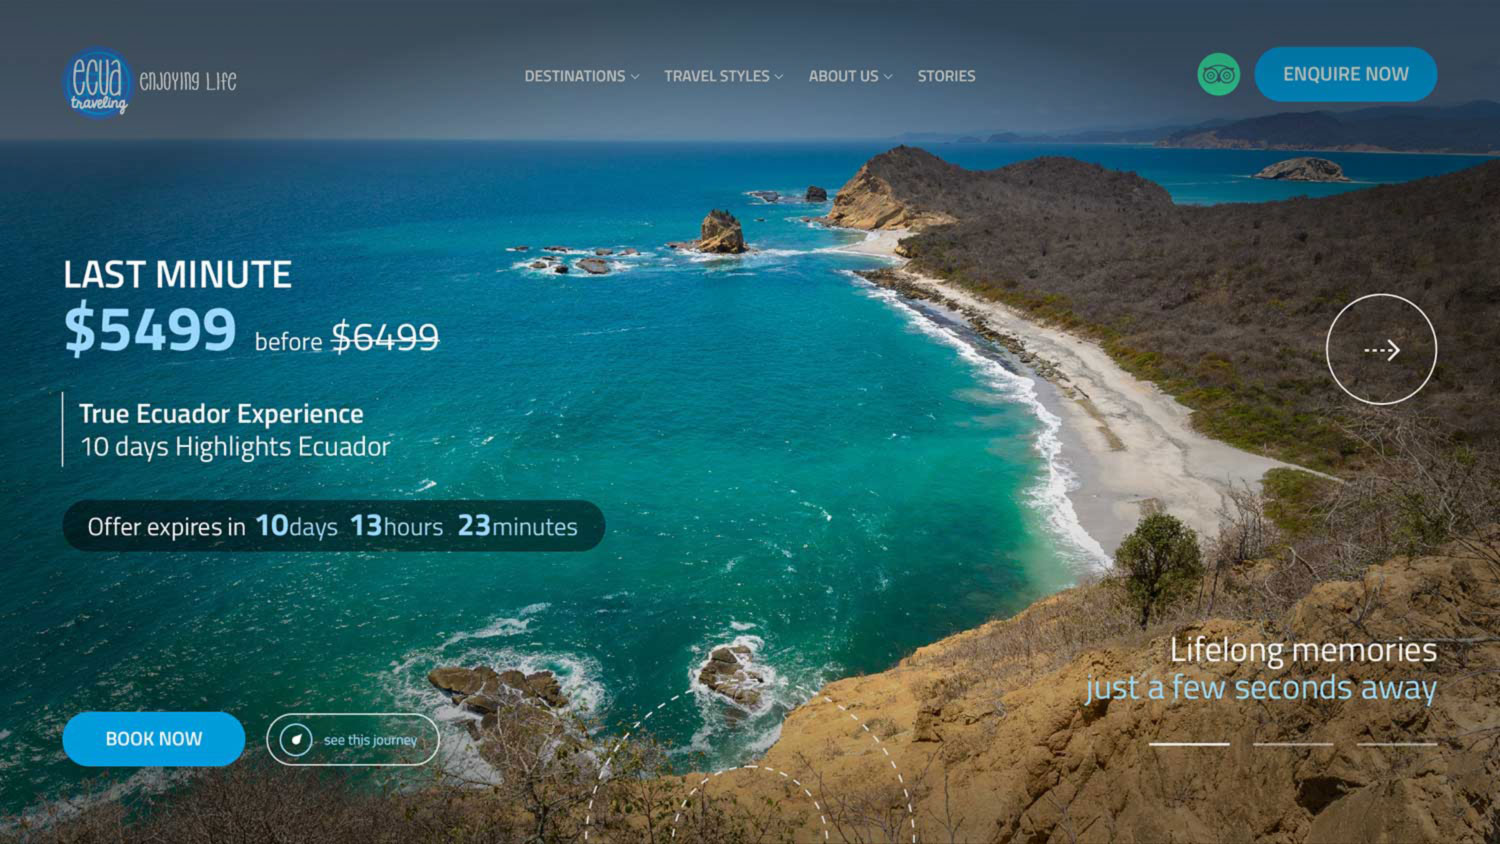 ecua
traveling
enjoying life
DESTINATIONS
TRAVEL STYLES
ABOUT US
STORIES
ENQUIRE NOW
LAST MINUTE
$5499 before $6499
True Ecuador Experience
10 days Highlights Ecuador
Offer expires in 10days 13hours 23minutes
Lifelong memories
just a few seconds away
BOOK NOW
see this journey